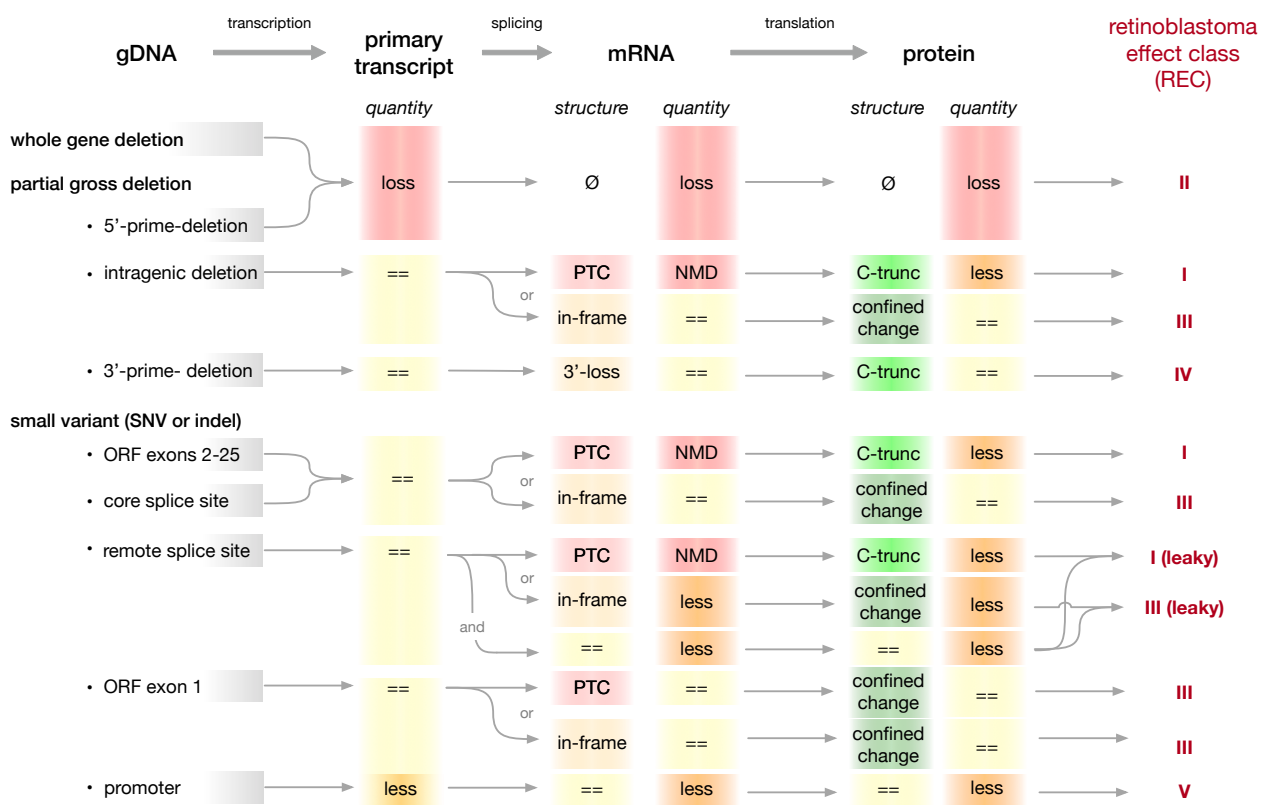 transcription splicing translation
gDNA primary transcript mRNA protein retinoblastoma effect class (REC)
quantity structure quantity structure quantity
whole gene deletion
partial gross deletion loss Ø loss Ø loss II
• 5’-prime-deletion
• intragenic deletion == PTC NMD C-trunc less I
or
in-frame == confined change == III
• 3’-prime- deletion == 3’-loss == C-trunc == IV
small variant (SNV or indel)
• ORF exons 2-25 PTC NMD C-trunc less I
== or
• core splice site in-frame == confined change == III
• remote splice site == PTC NMD C-trunc less I (leaky)
or
in-frame less confined change less III (leaky)
and
== less == less
• ORF exon 1 == PTC == confined change == III
or
in-frame == confined change == III
• promoter less == less == less V